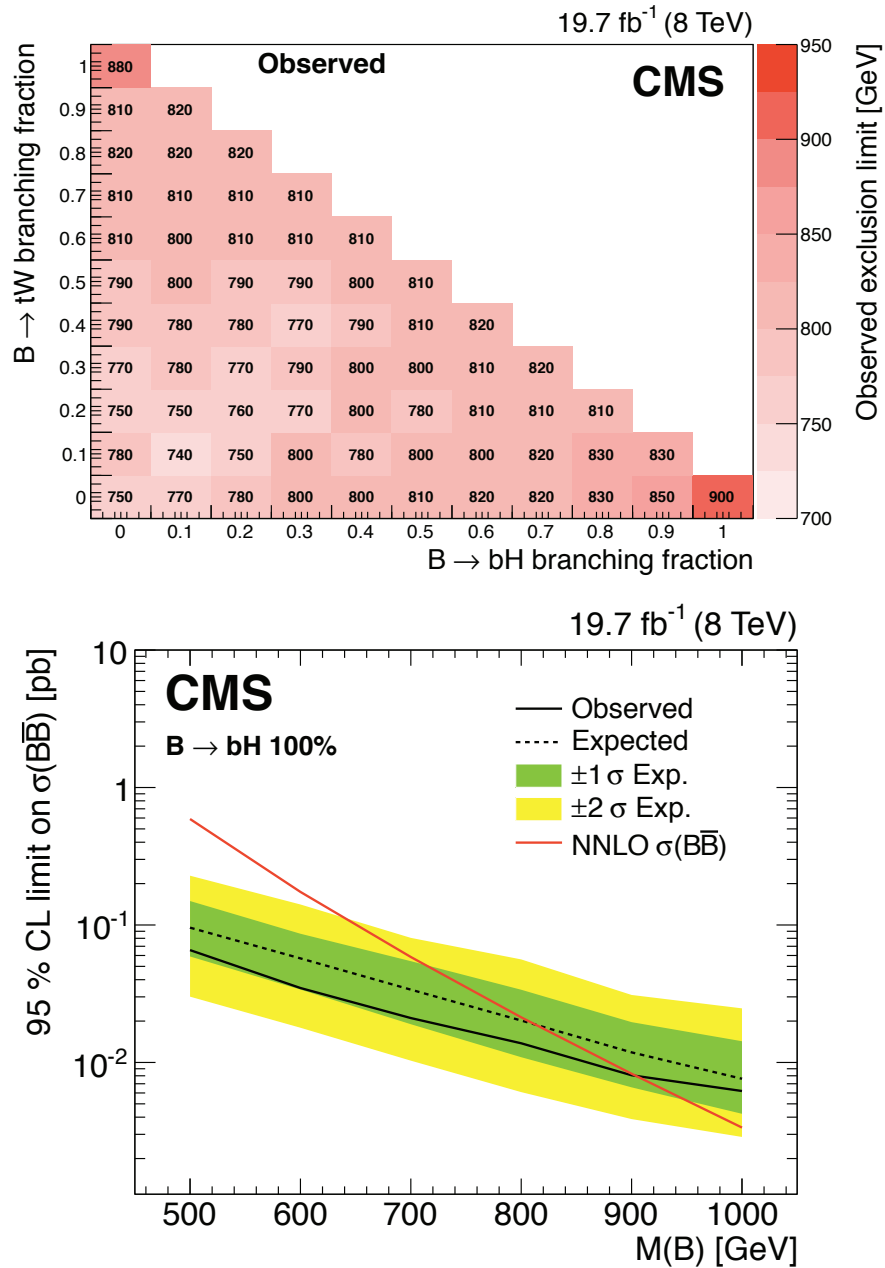 19.7 fb⁻¹ (8 TeV)
Observed
CMS
B → tW branching fraction
1 880
0.9 810 820
0.8 820 820 820
0.7 810 810 810 810
0.6 810 800 810 810 810
0.5 790 800 790 790 800 810
0.4 790 780 780 770 790 810 820
0.3 770 780 770 790 800 800 810 820
0.2 750 750 760 770 800 780 810 810 810
0.1 780 740 750 800 780 800 800 820 830 830
0 750 770 780 800 800 810 820 820 830 850 900
0 0.1 0.2 0.3 0.4 0.5 0.6 0.7 0.8 0.9 1
B → bH branching fraction
950
900
850
800
750
700
Observed exclusion limit [GeV]
19.7 fb⁻¹ (8 TeV)
CMS
B → bH 100%
Observed
Expected
±1 σ Exp.
±2 σ Exp.
NNLO σ(BB̅)
95 % CL limit on σ(BB̅) [pb]
10
1
10⁻¹
10⁻²
500 600 700 800 900 1000
M(B) [GeV]